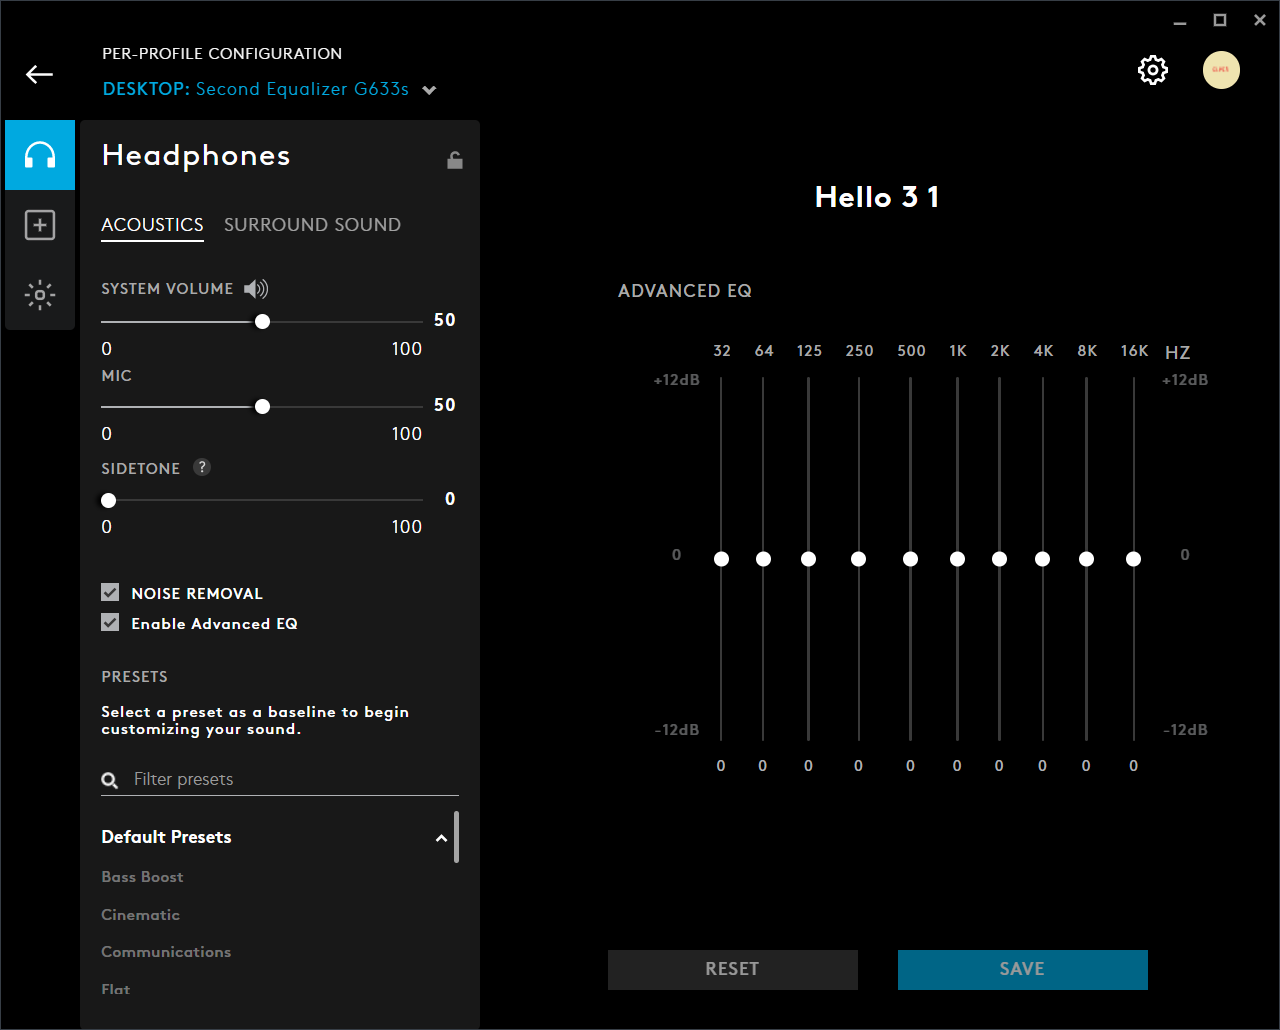 PER-PROFILE CONFIGURATION
DESKTOP: Second Equalizer G633s
Headphones
ACOUSTICS SURROUND SOUND
SYSTEM VOLUME
50
0 100
MIC
50
0 100
SIDETONE ?
0
0 100
NOISE REMOVAL
Enable Advanced EQ
PRESETS
Select a preset as a baseline to begin
customizing your sound.
Filter presets
Default Presets
Bass Boost
Cinematic
Communications
Flat
Hello 3 1
ADVANCED EQ
32 64 125 250 500 1K 2K 4K 8K 16K HZ
+12dB +12dB
0 0
-12dB -12dB
0 0 0 0 0 0 0 0 0 0
RESET SAVE